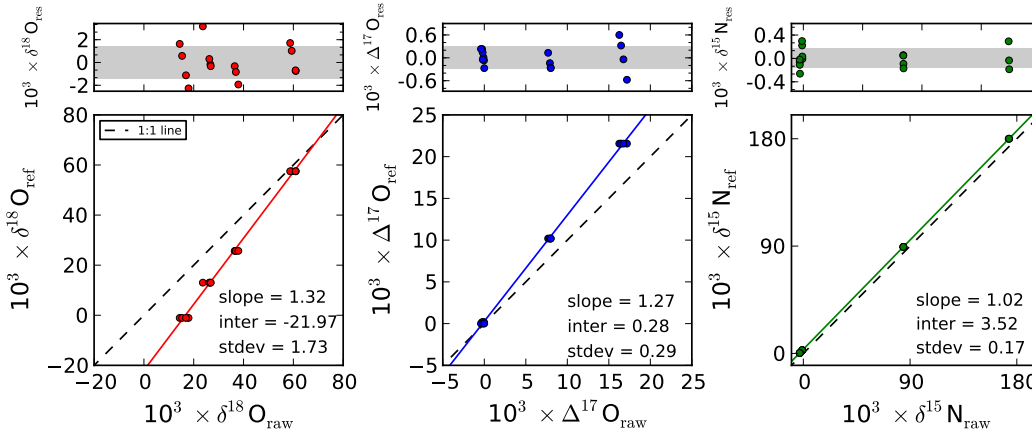 10³ × δ¹⁸O_res
2
0
−2
10³ × Δ¹⁷O_res
0.6
0.0
−0.6
10³ × δ¹⁵N_res
0.4
0.0
−0.4
10³ × δ¹⁸O_ref
80
60
40
20
0
−20
1:1 line
slope = 1.32
inter = -21.97
stdev = 1.73
−20 0 20 40 60 80
10³ × δ¹⁸O_raw
10³ × Δ¹⁷O_ref
25
20
15
10
5
0
−5
slope = 1.27
inter = 0.28
stdev = 0.29
−5 0 5 10 15 20 25
10³ × Δ¹⁷O_raw
10³ × δ¹⁵N_ref
180
90
0
slope = 1.02
inter = 3.52
stdev = 0.17
0 90 180
10³ × δ¹⁵N_raw